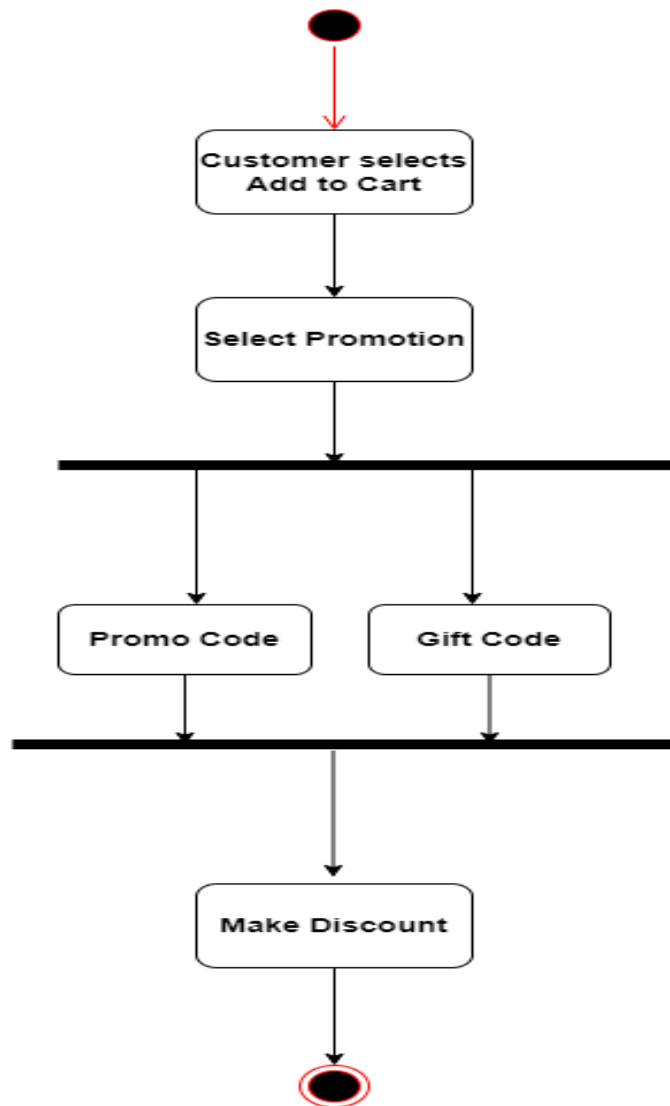 Customer selects
Add to Cart
Select Promotion
Promo Code
Gift Code
Make Discount